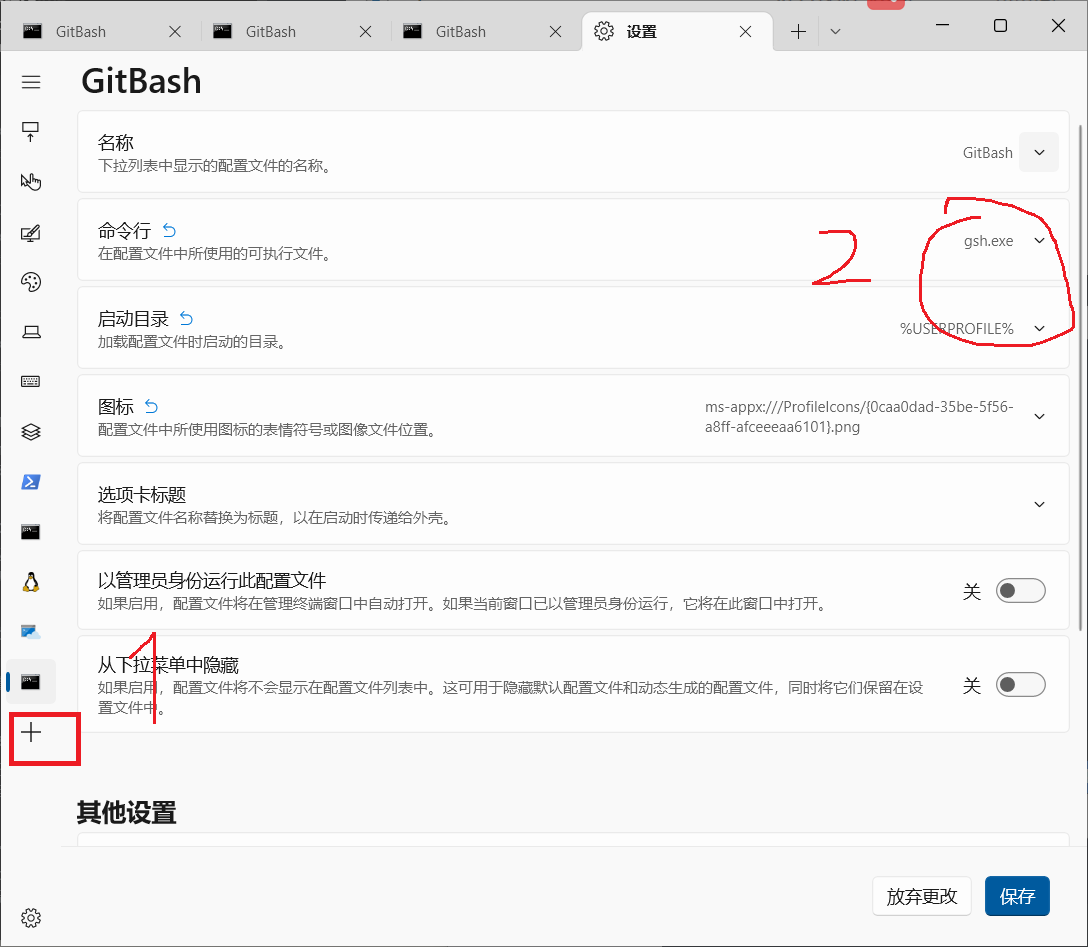 GitBash
GitBash
GitBash
设置
GitBash
名称
下拉列表中显示的配置文件的名称。
GitBash
命令行
在配置文件中所使用的可执行文件。
gsh.exe
2
启动目录
加载配置文件时启动的目录。
%USERPROFILE%
图标
配置文件中所使用图标的表情符号或图像文件位置。
ms-appx:///ProfileIcons/{0caa0dad-35be-5f56-
a8ff-afceeeaa6101}.png
选项卡标题
将配置文件名称替换为标题，以在启动时传递给外壳。
以管理员身份运行此配置文件
如果启用，配置文件将在管理终端窗口中自动打开。如果当前窗口已以管理员身份运行，它将在此窗口中打开。
关
1
从下拉菜单中隐藏
如果启用，配置文件将不会显示在配置文件列表中。这可用于隐藏默认配置文件和动态生成的配置文件，同时将它们保留在设
置文件中。
关
其他设置
放弃更改
保存